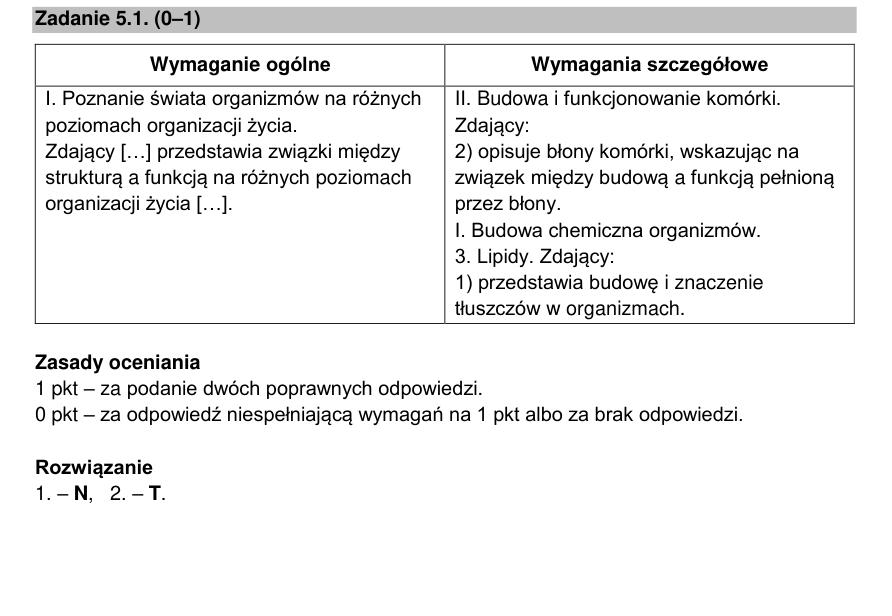 Zadanie 5.1. (0–1)
Wymaganie ogólne
I. Poznanie świata organizmów na różnych
poziomach organizacji życia.
Zdający […] przedstawia związki między
strukturą a funkcją na różnych poziomach
organizacji życia […].
Wymagania szczegółowe
II. Budowa i funkcjonowanie komórki.
Zdający:
2) opisuje błony komórki, wskazując na
związek między budową a funkcją pełnioną
przez błony.
I. Budowa chemiczna organizmów.
3. Lipidy. Zdający:
1) przedstawia budowę i znaczenie
tłuszczów w organizmach.
Zasady oceniania
1 pkt – za podanie dwóch poprawnych odpowiedzi.
0 pkt – za odpowiedź niespełniającą wymagań na 1 pkt albo za brak odpowiedzi.
Rozwiązanie
1. – N, 2. – T.